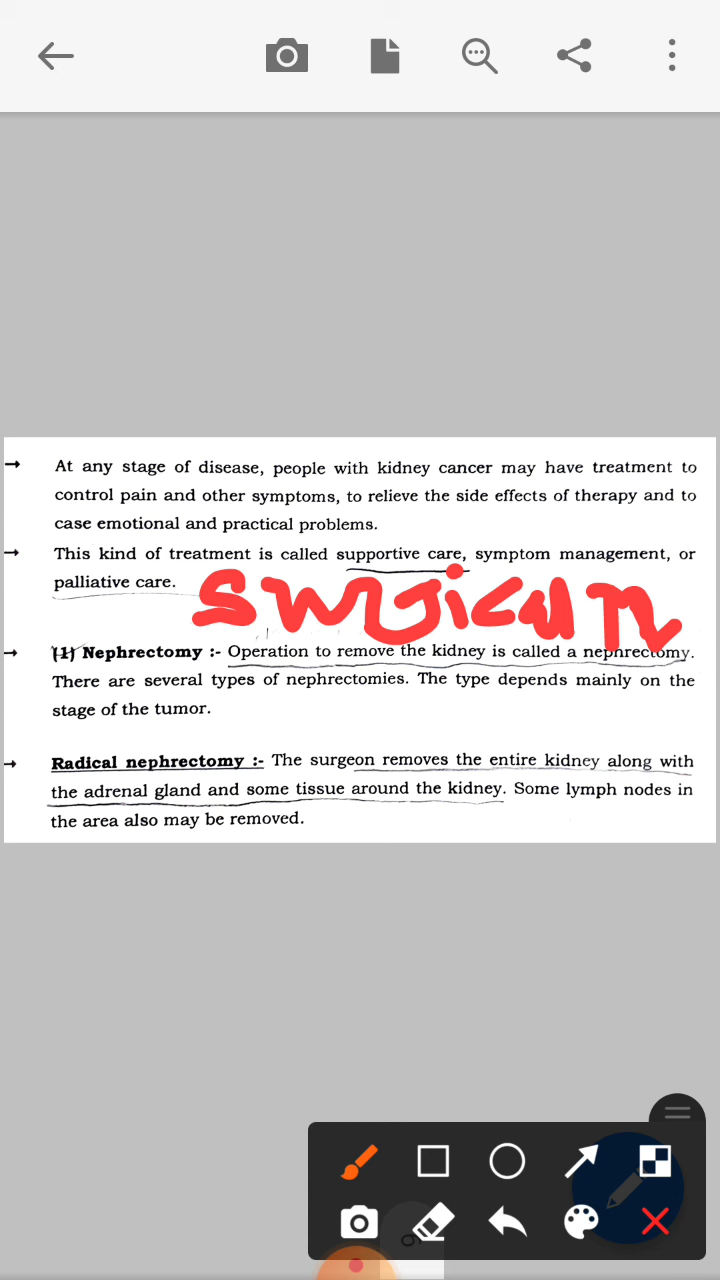 → At any stage of disease, people with kidney cancer may have treatment to
control pain and other symptoms, to relieve the side effects of therapy and to
case emotional and practical problems.
→ This kind of treatment is called supportive care, symptom management, or
palliative care.
Surgical
→ (1) Nephrectomy :- Operation to remove the kidney is called a nephrectomy.
There are several types of nephrectomies. The type depends mainly on the
stage of the tumor.
→ Radical nephrectomy :- The surgeon removes the entire kidney along with
the adrenal gland and some tissue around the kidney. Some lymph nodes in
the area also may be removed.